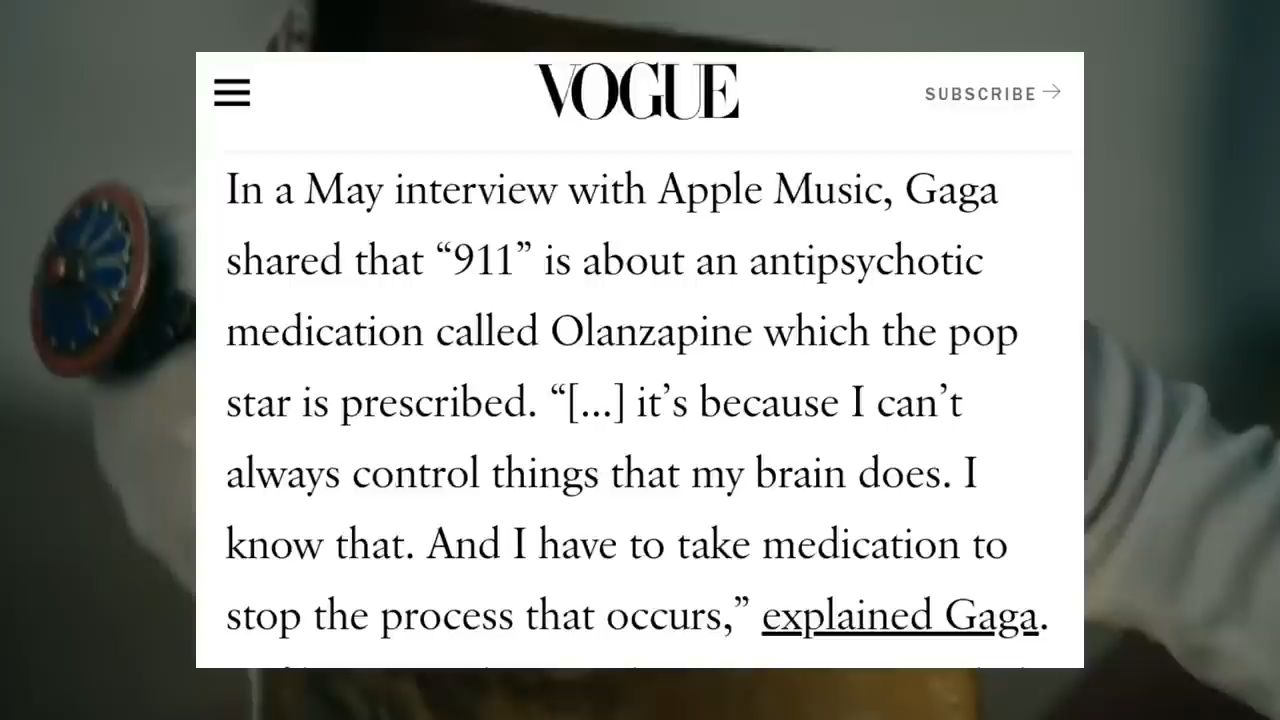 VOGUE
SUBSCRIBE →
In a May interview with Apple Music, Gaga
shared that “911” is about an antipsychotic
medication called Olanzapine which the pop
star is prescribed. “[...] it’s because I can’t
always control things that my brain does. I
know that. And I have to take medication to
stop the process that occurs,” explained Gaga.